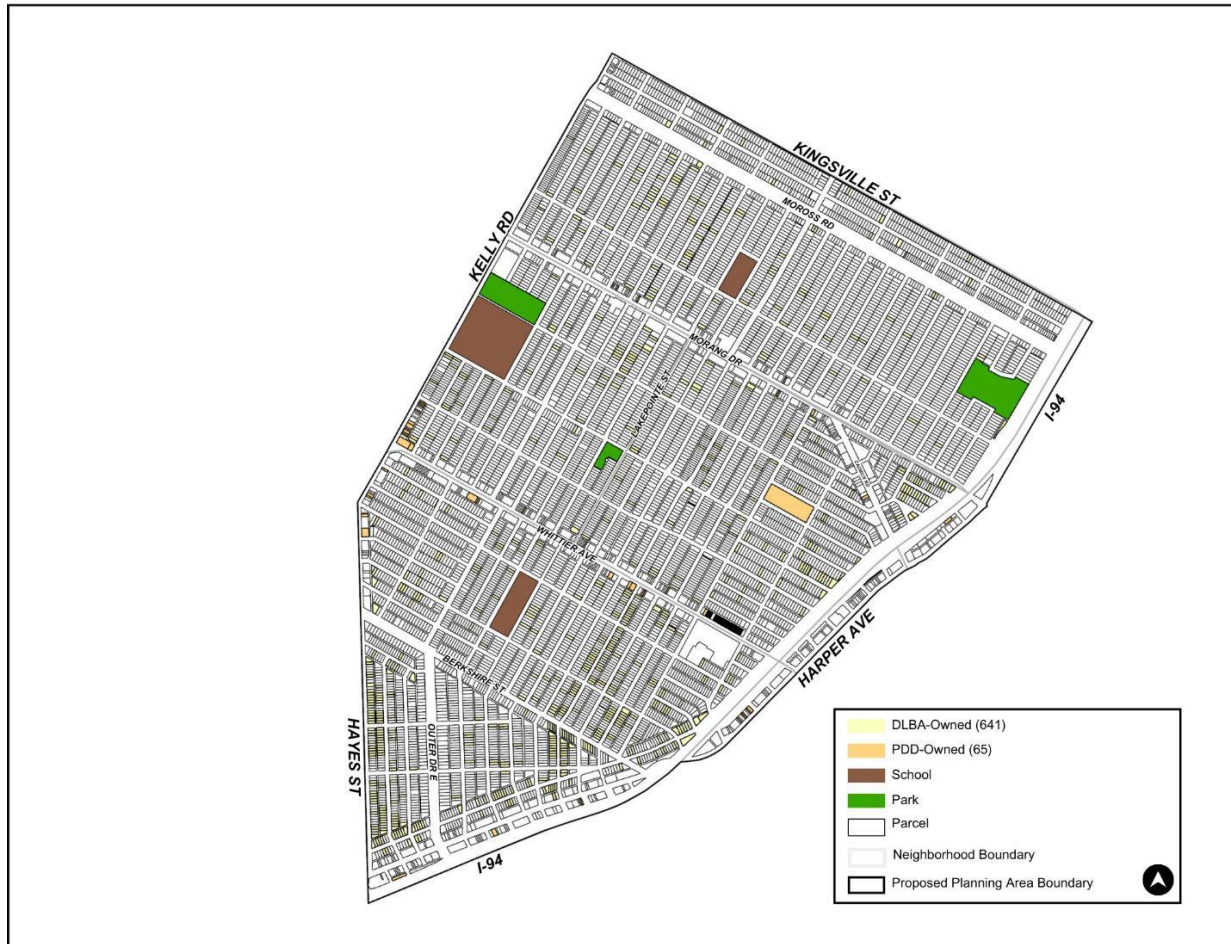 KINGSVILLE ST
MOROSS RD
KELLY RD
MORANG DR
LAKEPOINTE ST
I-94
WHITTIER AVE
HARPER AVE
BERKSHIRE ST
HAYES ST
OUTER DR E
I-94
DLBA-Owned (641)
PDD-Owned (65)
School
Park
Parcel
Neighborhood Boundary
Proposed Planning Area Boundary